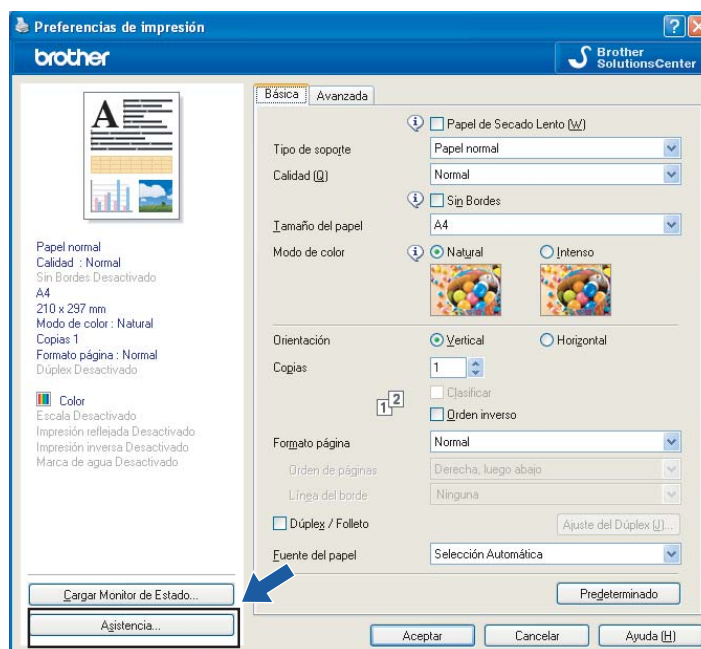 Preferencias de impresión
brother
Brother
SolutionsCenter
A
Papel normal
Calidad : Normal
Sin Bordes Desactivado
A4
210 x 297 mm
Modo de color : Natural
Copias 1
Formato página : Normal
Dúplex Desactivado
Color
Escala Desactivado
Impresión reflejada Desactivado
Impresión inversa Desactivado
Marca de agua Desactivado
Cargar Monitor de Estado...
Asistencia...
Básica Avanzada
Papel de Secado Lento (W)
Tipo de soporte Papel normal
Calidad (Q) Normal
Sin Bordes
Tamaño del papel A4
Modo de color Natural Intenso
Orientación Vertical Horizontal
Copias 1
Clasificar
1 2
Orden inverso
Formato página Normal
Orden de páginas Derecha, luego abajo
Línea del borde Ninguna
Dúplex / Folleto Ajuste del Dúplex (J)...
Fuente del papel Selección Automática
Predeterminado
Aceptar Cancelar Ayuda (H)